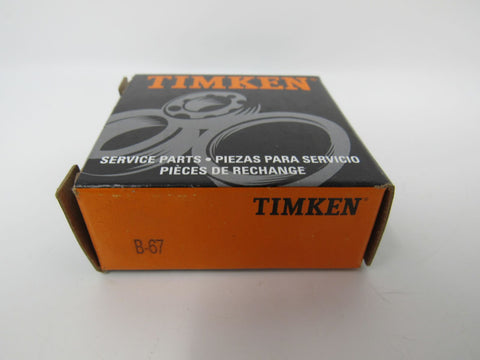 TIMKEN
SERVICE PARTS • PIEZAS PARA SERVICIO
PIÈCES DE RECHANGE
TIMKEN
B-67